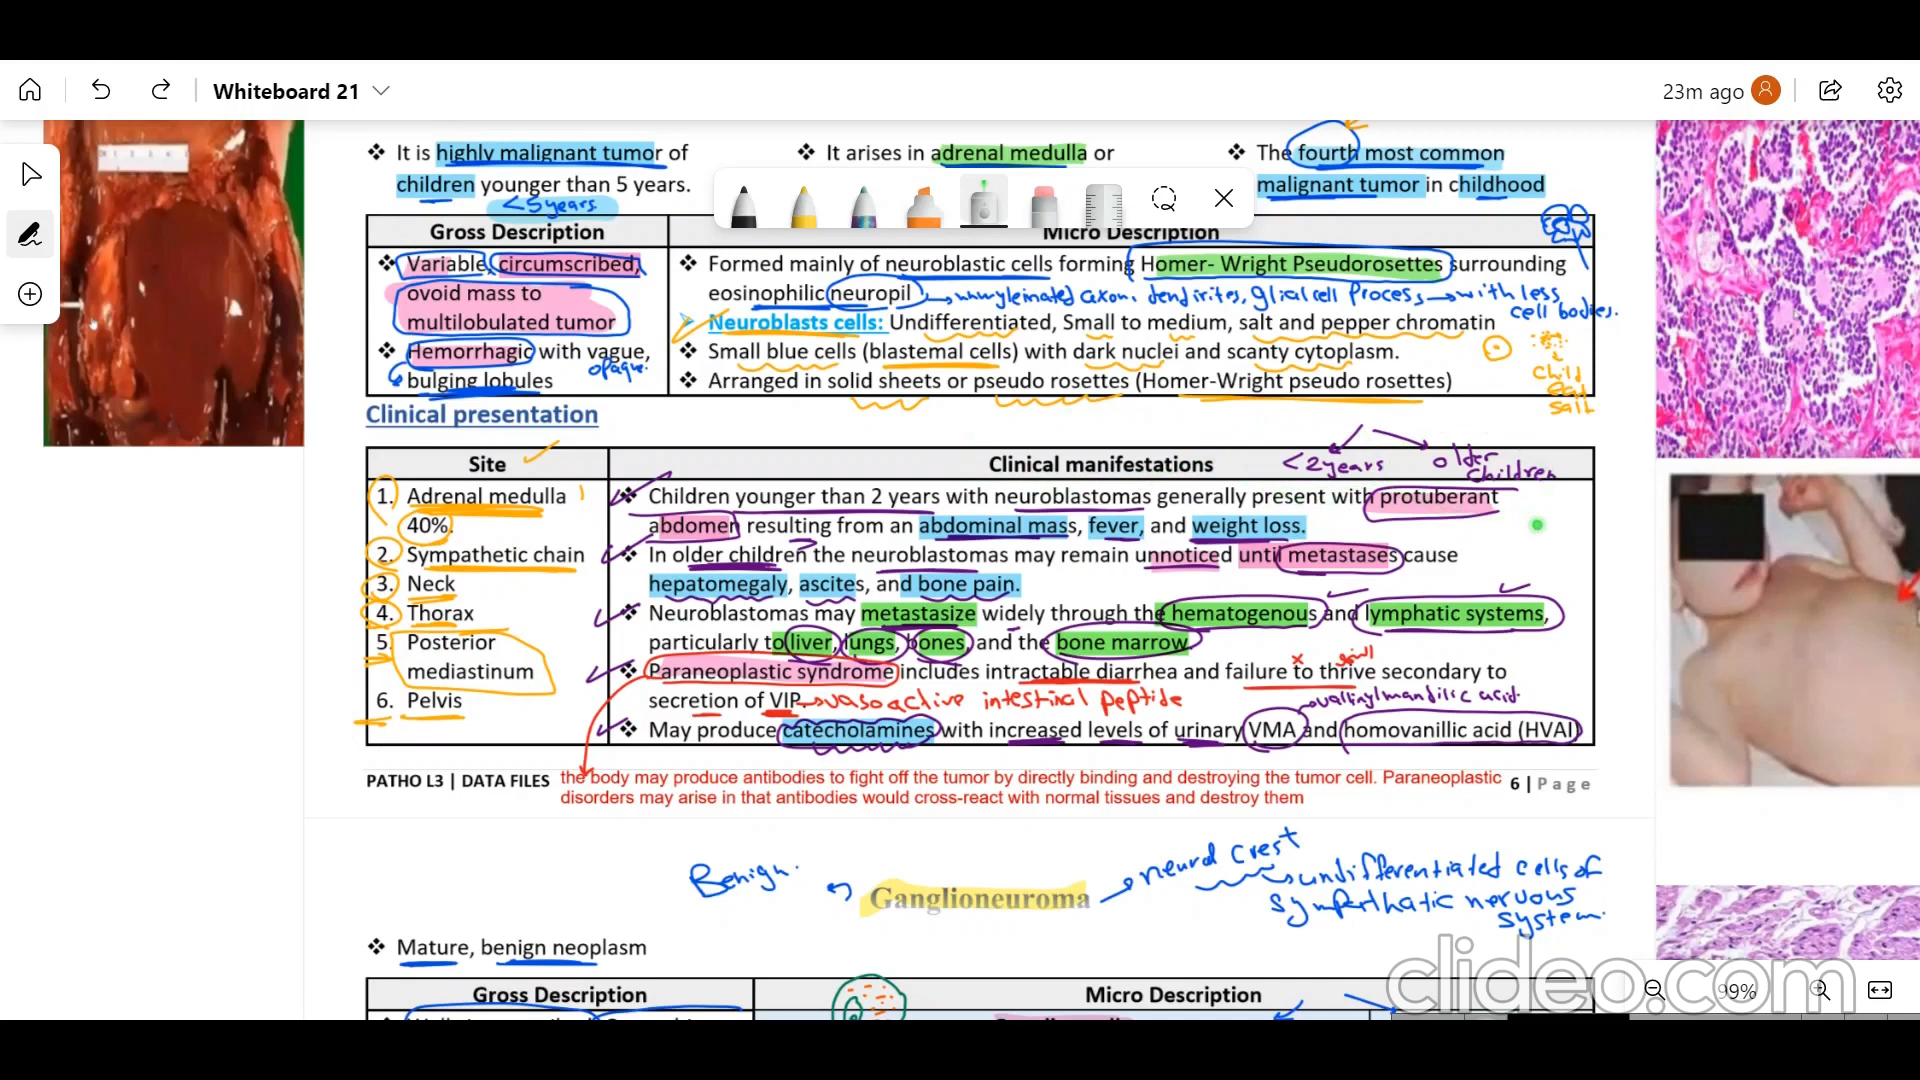 Whiteboard 21
23m ago
❖ It is highly malignant tumor of
children younger than 5 years.
<5 years
❖ It arises in adrenal medulla or
❖ The fourth most common
malignant tumor in childhood
Gross Description
Micro Description
❖ Variable, circumscribed,
ovoid mass to
multilobulated tumor
❖ Hemorrhagic with vague,
opaque.
bulging lobules
❖ Formed mainly of neuroblastic cells forming Homer- Wright Pseudorosettes surrounding
eosinophilic neuropil
unmyleinated axon, dendirites, glial cell process → with less
cell bodies.
➢ Neuroblasts cells: Undifferentiated, Small to medium, salt and pepper chromatin
❖ Small blue cells (blastemal cells) with dark nuclei and scanty cytoplasm.
❖ Arranged in solid sheets or pseudo rosettes (Homer-Wright pseudo rosettes)
child
salt
Clinical presentation
Site
Clinical manifestations
<2 years
older
children
1. Adrenal medulla
40%.
2. Sympathetic chain
3. Neck
4. Thorax
5. Posterior
mediastinum
6. Pelvis
❖ Children younger than 2 years with neuroblastomas generally present with protuberant
abdomen resulting from an abdominal mass, fever, and weight loss.
❖ In older children the neuroblastomas may remain unnoticed until metastases cause
hepatomegaly, ascites, and bone pain.
❖ Neuroblastomas may metastasize widely through the hematogenous and lymphatic systems,
particularly to liver, lungs, bones, and the bone marrow.
❖ Paraneoplastic syndrome includes intractable diarrhea and failure to thrive secondary to
secretion of VIP.
→ vasoactive intestinal peptide
vallinylmandilic acid.
❖ May produce catecholamines with increased levels of urinary VMA and homovanillic acid (HVA)
PATHO L3 | DATA FILES
the body may produce antibodies to fight off the tumor by directly binding and destroying the tumor cell. Paraneoplastic
disorders may arise in that antibodies would cross-react with normal tissues and destroy them
6 | Page
Benign.
Ganglioneuroma
neural crest
undifferentiated cells of
symperthatic nervous
system.
❖ Mature, benign neoplasm
Gross Description
Micro Description
clideo.com
99%